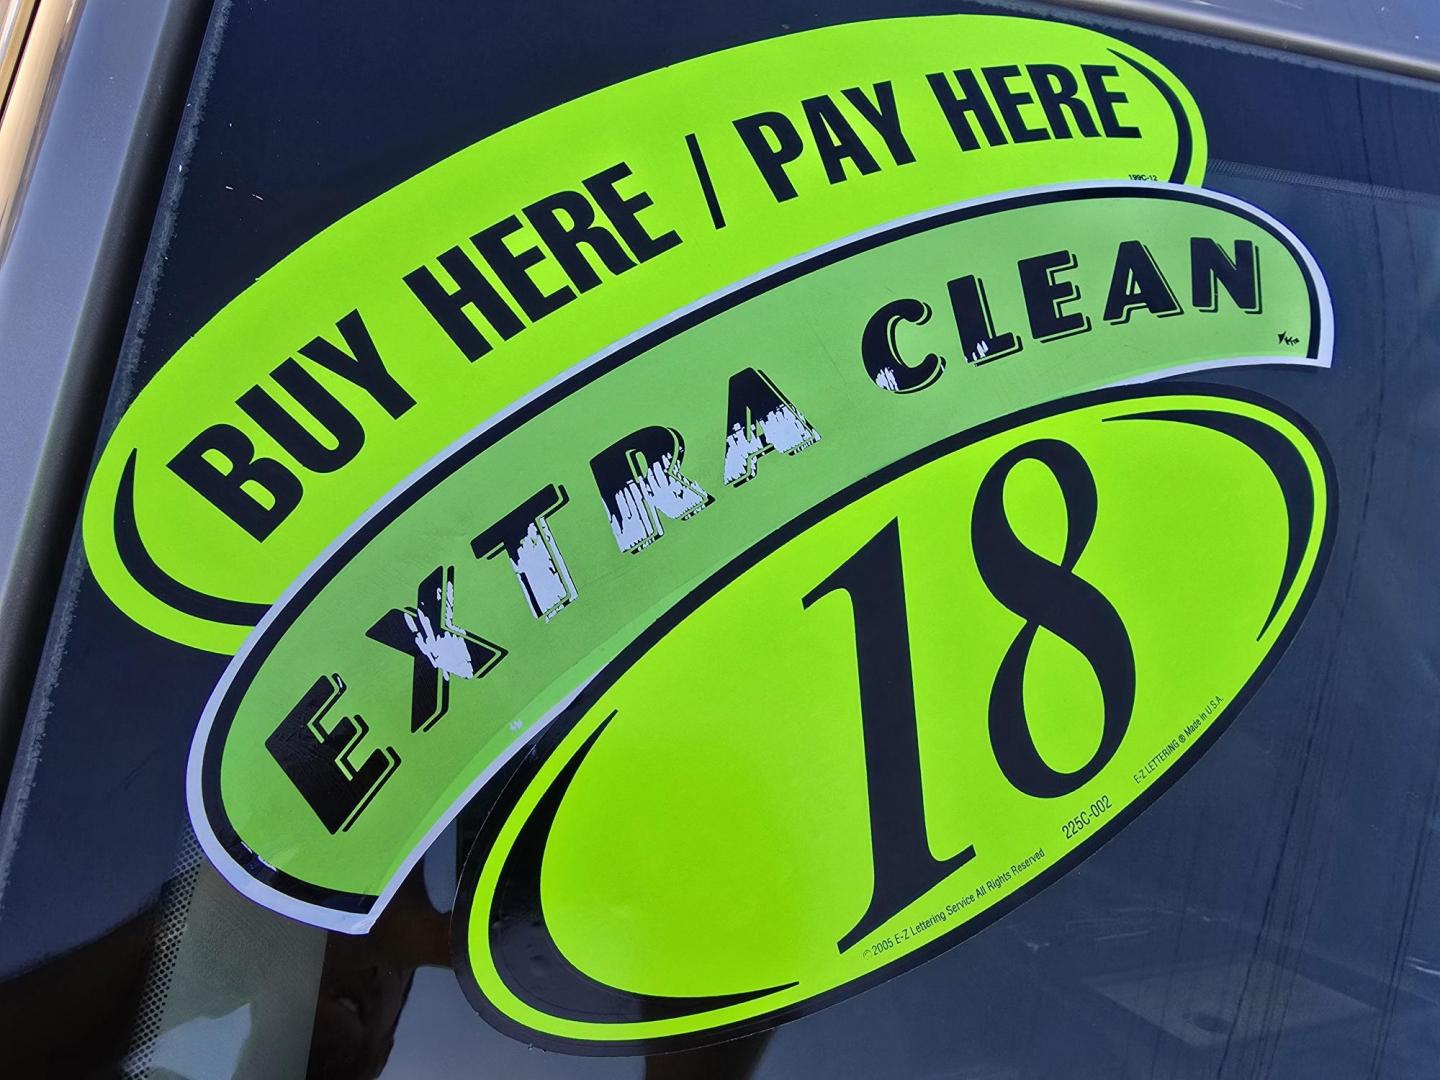 BUY HERE / PAY HERE
199C-12
EXTRA CLEAN
18
225C-002
© 2005 E-Z Lettering Service All Rights Reserved
E-Z LETTERING ® Made in U.S.A.